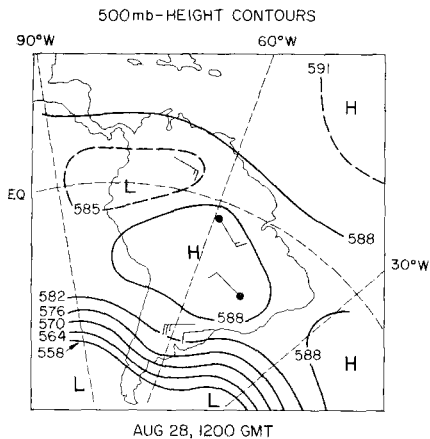 500mb-HEIGHT CONTOURS
90°W 60°W
591
H
L
EQ
585
588
H
30°W
582
576
570
564
558
588
588
H
L
L
AUG 28, 1200 GMT